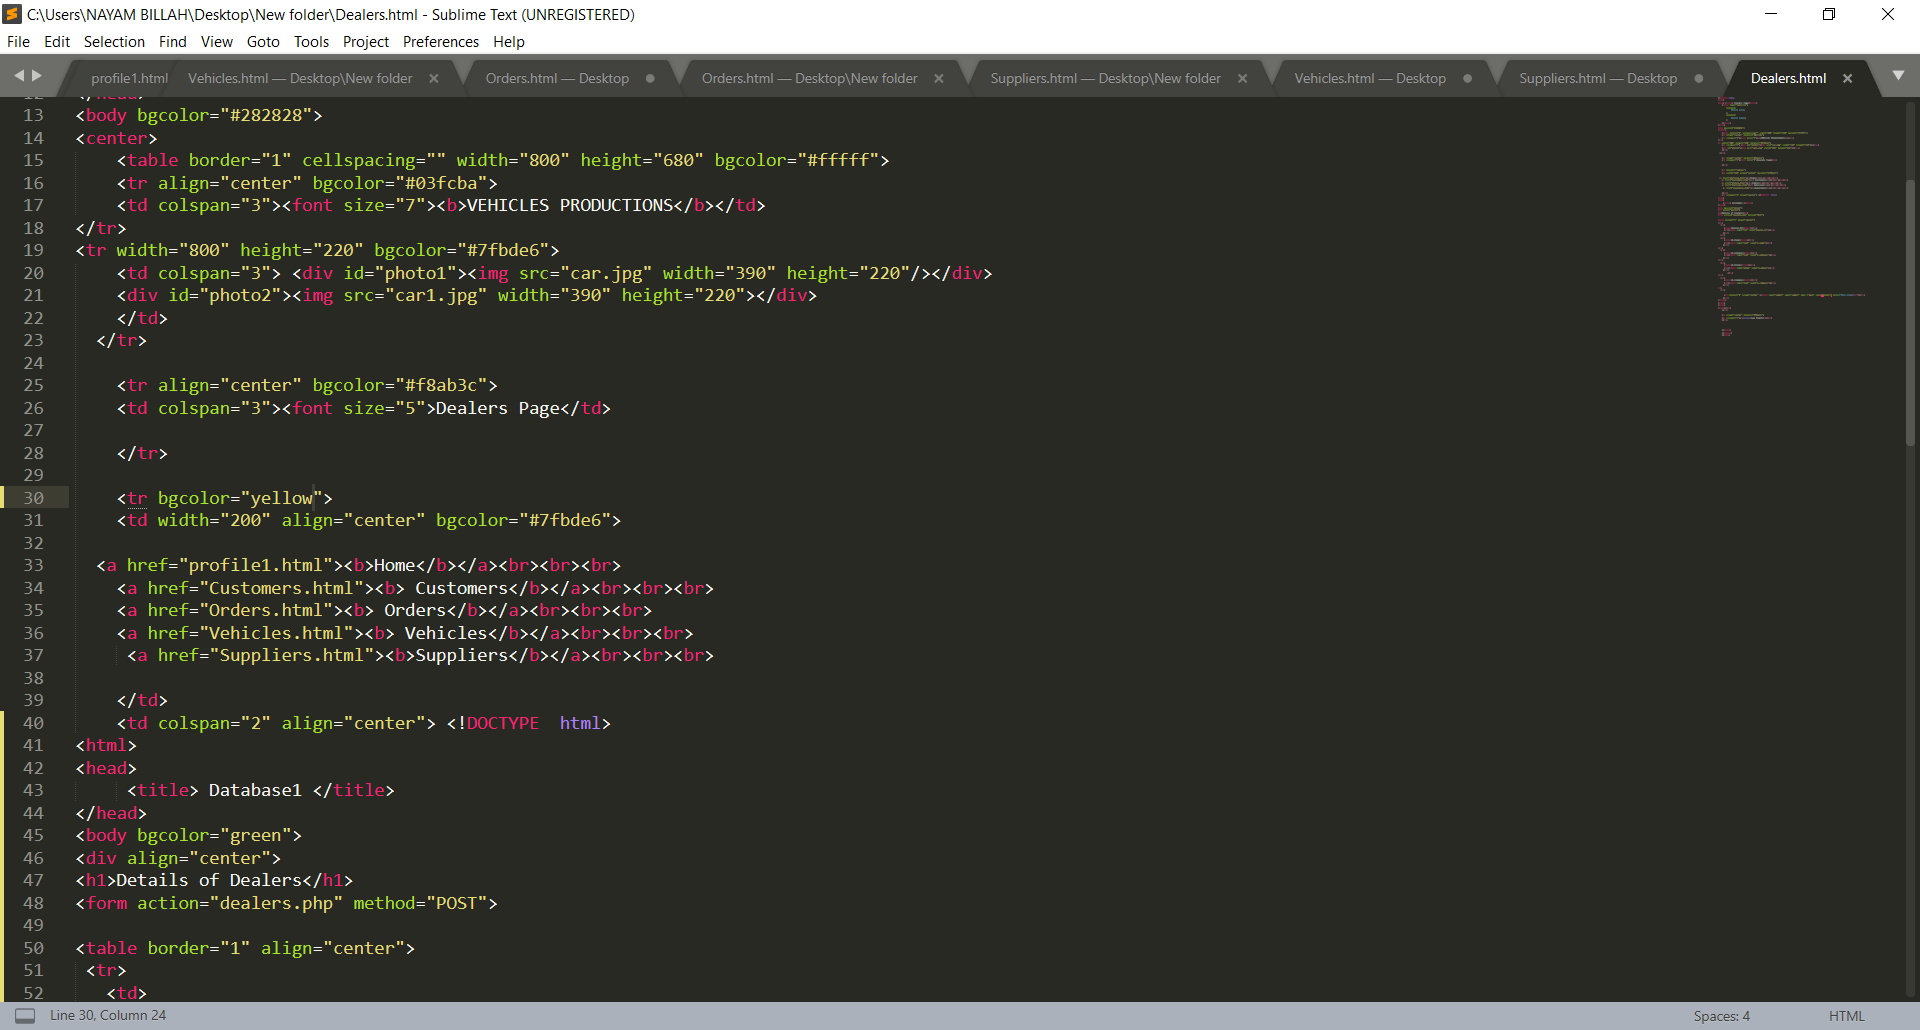 C:\Users\NAYAM BILLAH\Desktop\New folder\Dealers.html - Sublime Text (UNREGISTERED)
File Edit Selection Find View Goto Tools Project Preferences Help
profile1.html Vehicles.html — Desktop\New folder Orders.html — Desktop Orders.html — Desktop\New folder Suppliers.html — Desktop\New folder Vehicles.html — Desktop Suppliers.html — Desktop Dealers.html
12 </head>
13 <body bgcolor="#282828">
14 <center>
15 <table border="1" cellspacing="" width="800" height="680" bgcolor="#fffff">
16 <tr align="center" bgcolor="#03fcba">
17 <td colspan="3"><font size="7"><b>VEHICLES PRODUCTIONS</b></td>
18 </tr>
19 <tr width="800" height="220" bgcolor="#7fbde6">
20 <td colspan="3"> <div id="photo1"><img src="car.jpg" width="390" height="220"/></div>
21 <div id="photo2"><img src="car1.jpg" width="390" height="220"></div>
22 </td>
23 </tr>
24
25 <tr align="center" bgcolor="#f8ab3c">
26 <td colspan="3"><font size="5">Dealers Page</td>
27
28 </tr>
29
30 <tr bgcolor="yellow">
31 <td width="200" align="center" bgcolor="#7fbde6">
32
33 <a href="profile1.html"><b>Home</b></a><br><br><br>
34 <a href="Customers.html"><b> Customers</b></a><br><br><br>
35 <a href="Orders.html"><b> Orders</b></a><br><br><br>
36 <a href="Vehicles.html"><b> Vehicles</b></a><br><br><br>
37 <a href="Suppliers.html"><b>Suppliers</b></a><br><br><br>
38
39 </td>
40 <td colspan="2" align="center"> <!DOCTYPE  html>
41 <html>
42 <head>
43 <title> Database1 </title>
44 </head>
45 <body bgcolor="green">
46 <div align="center">
47 <h1>Details of Dealers</h1>
48 <form action="dealers.php" method="POST">
49
50 <table border="1" align="center">
51 <tr>
52 <td>
Line 30, Column 24 Spaces: 4 HTML